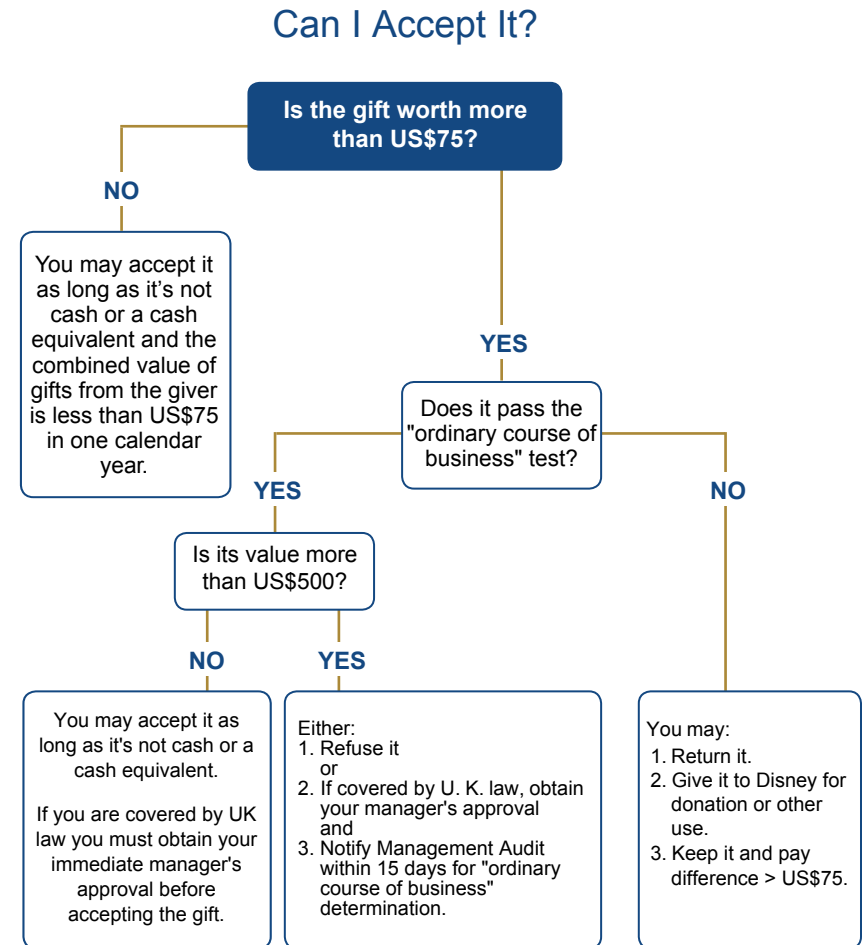 Can I Accept It?
Is the gift worth more
than US$75?
NO
You may accept it
as long as it’s not
cash or a cash
equivalent and the
combined value of
gifts from the giver
is less than US$75
in one calendar
year.
YES
Does it pass the
"ordinary course of
business" test?
YES
NO
Is its value more
than US$500?
NO
YES
You may accept it as
long as it's not cash or a
cash equivalent.
If you are covered by UK
law you must obtain your
immediate manager's
approval before
accepting the gift.
Either:
1. Refuse it
or
2. If covered by U. K. law, obtain
your manager's approval
and
3. Notify Management Audit
within 15 days for "ordinary
course of business"
determination.
You may:
1. Return it.
2. Give it to Disney for
donation or other
use.
3. Keep it and pay
difference > US$75.